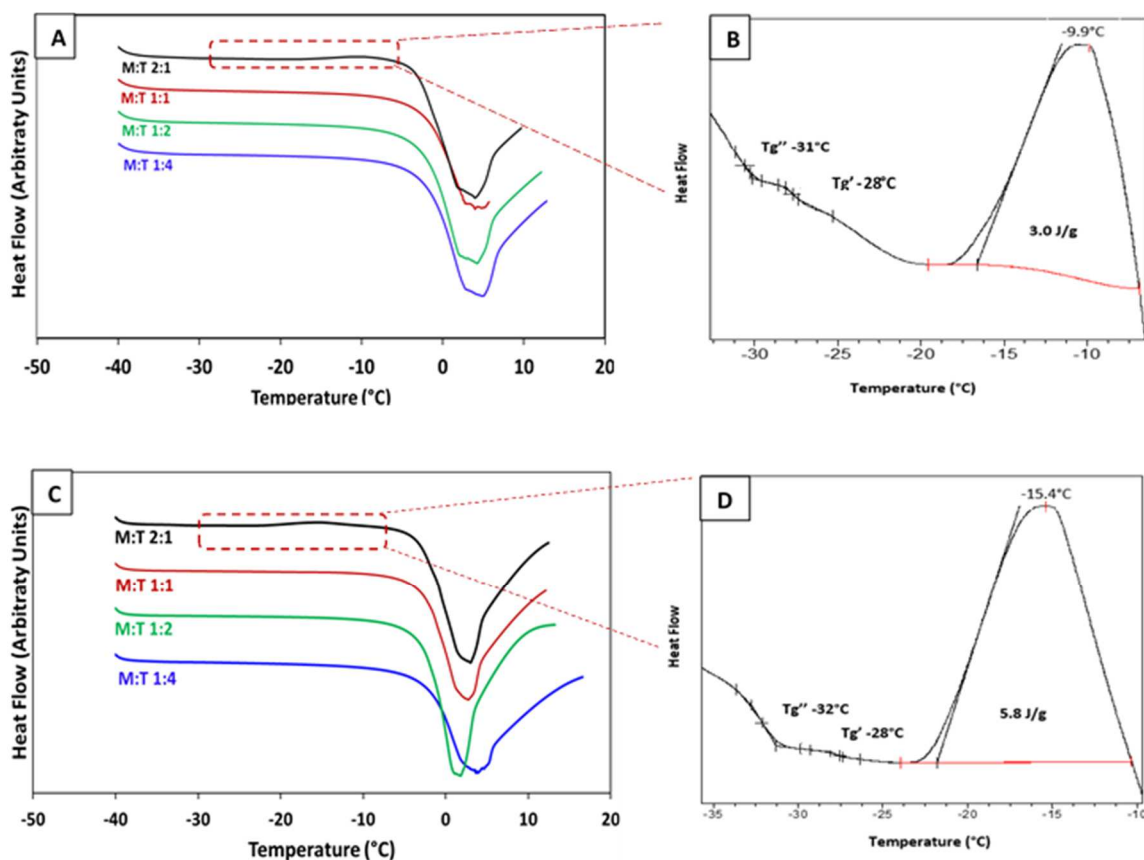 A
M:T 2:1
M:T 1:1
M:T 1:2
M:T 1:4
Heat Flow (Arbitraty Units)
-50 -40 -30 -20 -10 0 10 20
Temperature (°C)
B
-9.9°C
Tg'' -31°C
Tg' -28°C
3.0 J/g
Heat Flow
-30 -25 -20 -15 -10
Temperature (°C)
C
M:T 2:1
M:T 1:1
M:T 1:2
M:T 1:4
Heat Flow (Arbitraty Units)
-50 -40 -30 -20 -10 0 10 20
Temperature (°C)
D
-15.4°C
Tg'' -32°C
Tg' -28°C
5.8 J/g
Heat Flow
-35 -30 -25 -20 -15 -10
Temperature (°C)